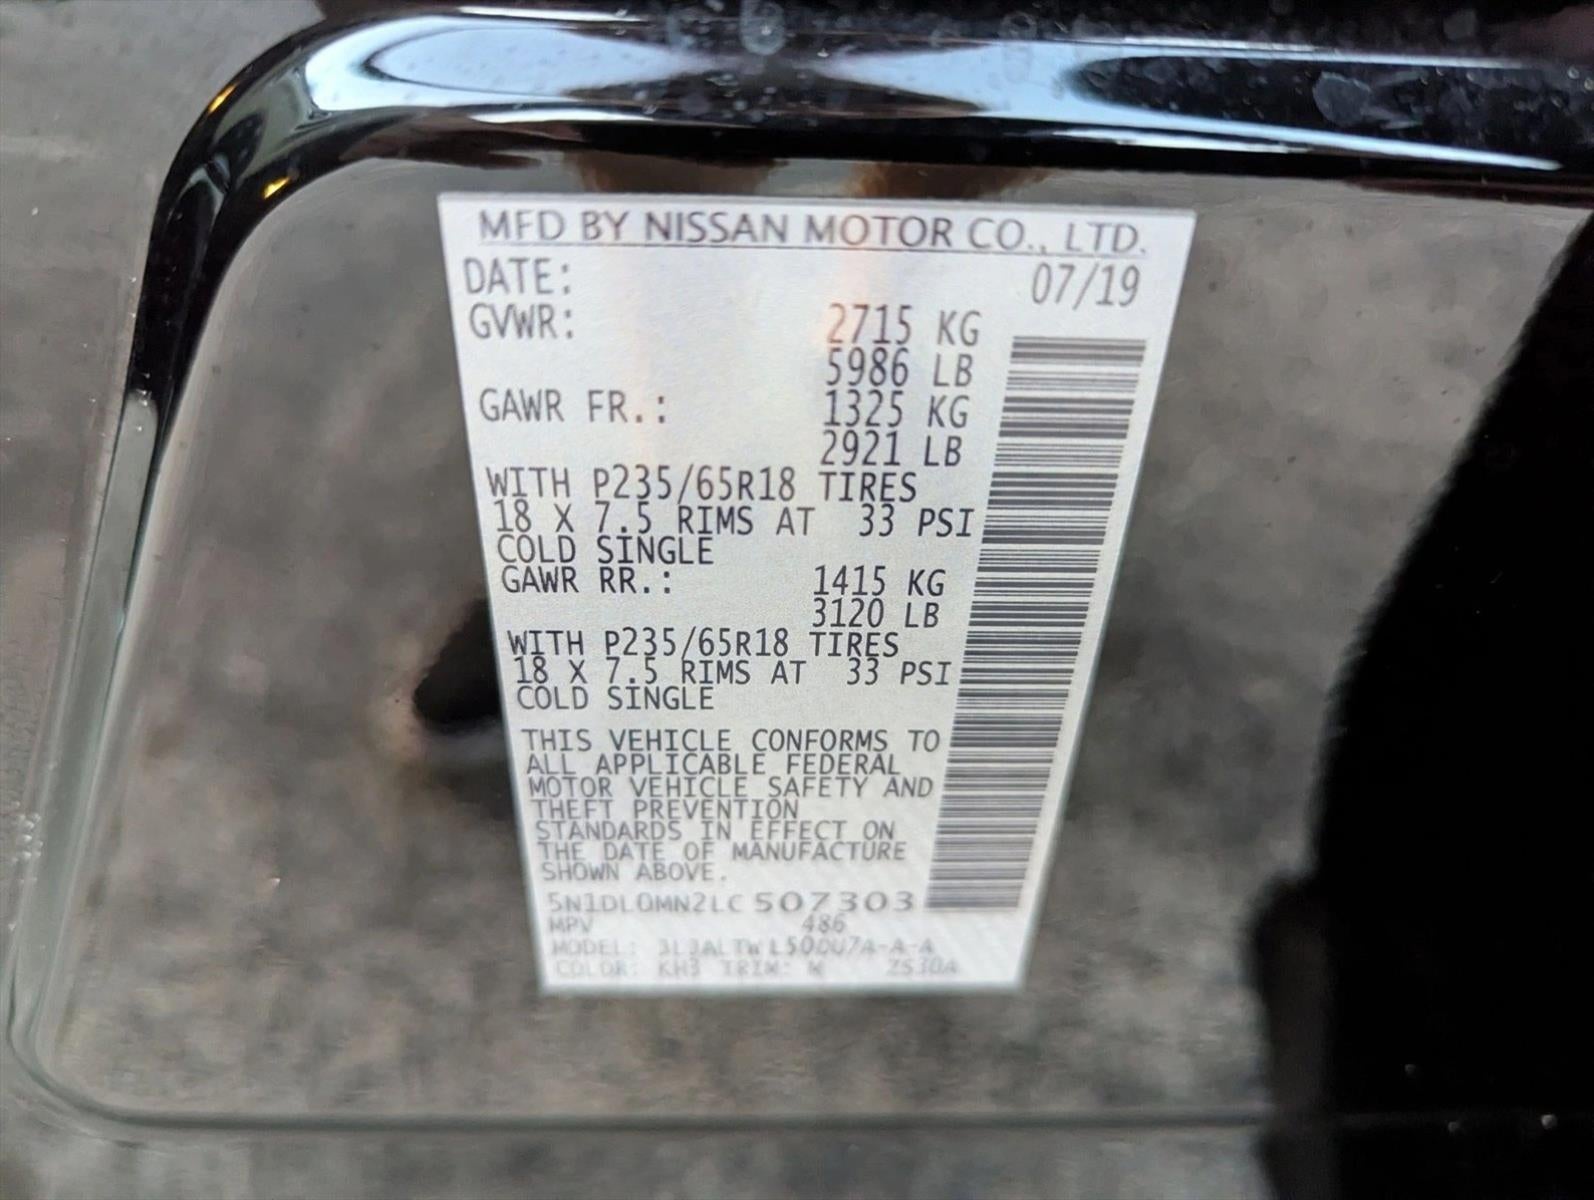 MFD BY NISSAN MOTOR CO., LTD.
DATE: 07/19
GVWR: 2715 KG
5986 LB
GAWR FR.: 1325 KG
2921 LB
WITH P235/65R18 TIRES
18 X 7.5 RIMS AT 33 PSI
COLD SINGLE
GAWR RR.: 1415 KG
3120 LB
WITH P235/65R18 TIRES
18 X 7.5 RIMS AT 33 PSI
COLD SINGLE
THIS VEHICLE CONFORMS TO
ALL APPLICABLE FEDERAL
MOTOR VEHICLE SAFETY AND
THEFT PREVENTION
STANDARDS IN EFFECT ON
THE DATE OF MANUFACTURE
SHOWN ABOVE.
5N1DL0MN2LC507303
MPV 486
MODEL:
COLOR: KH3 TRIM: